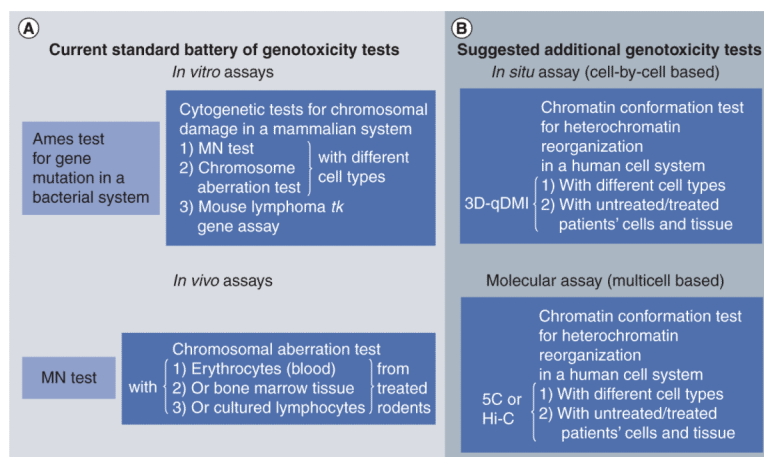 A
Current standard battery of genotoxicity tests
In vitro assays
Ames test
for gene
mutation in a
bacterial system
Cytogenetic tests for chromosomal
damage in a mammalian system
1) MN test
2) Chromosome
aberration test
with different
cell types
3) Mouse lymphoma tk
gene assay
In vivo assays
MN test
Chromosomal aberration test
with
1) Erythrocytes (blood)
2) Or bone marrow tissue
3) Or cultured lymphocytes
from
treated
rodents
B
Suggested additional genotoxicity tests
In situ assay (cell-by-cell based)
Chromatin conformation test
for heterochromatin
reorganization
in a human cell system
3D-qDMI
1) With different cell types
2) With untreated/treated
patients' cells and tissue
Molecular assay (multicell based)
Chromatin conformation test
for heterochromatin
reorganization
in a human cell system
5C or
Hi-C
1) With different cell types
2) With untreated/treated
patients' cells and tissue